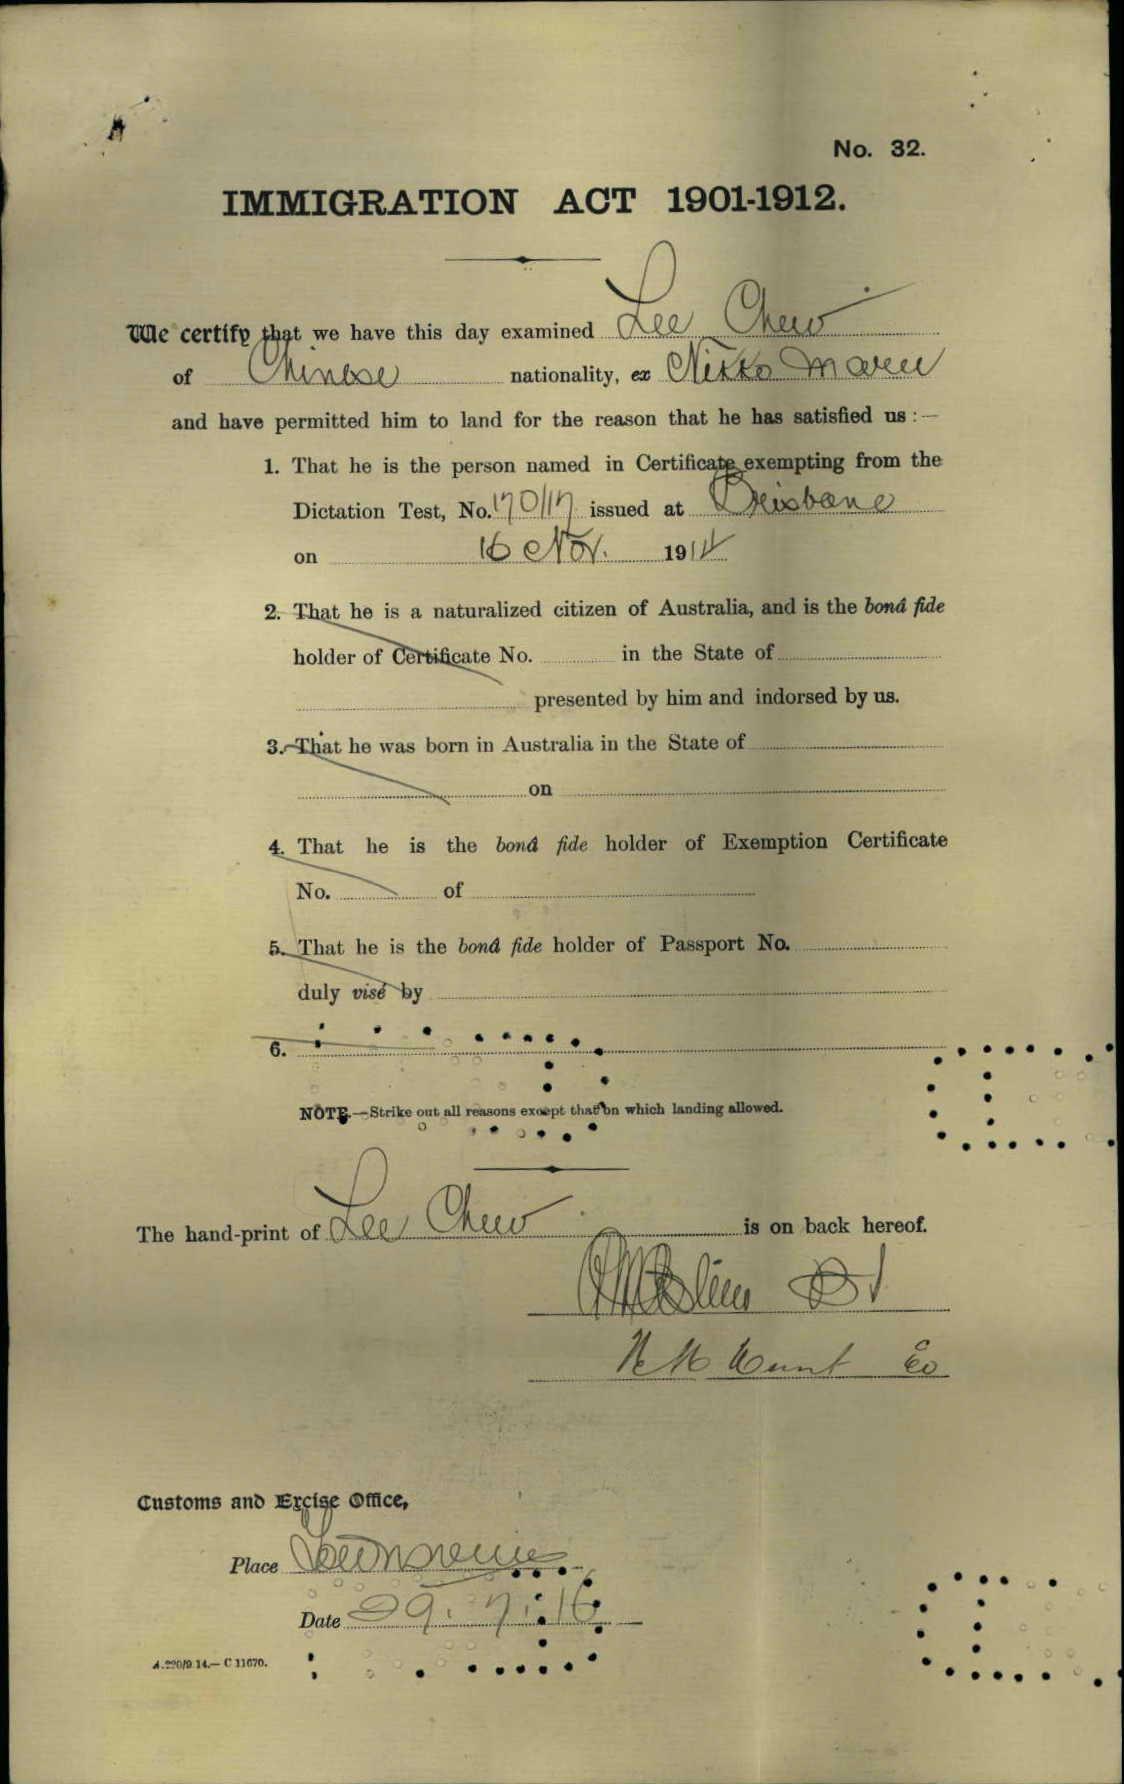 No. 32.
IMMIGRATION ACT 1901-1912.
We certify that we have this day examined Lee Chew
of Chinese nationality, ex Nikko Maru
and have permitted him to land for the reason that he has satisfied us :—
1. That he is the person named in Certificate exempting from the
Dictation Test, No. 170/17 issued at Brisbane
on 16 Nov. 1914
2. That he is a naturalized citizen of Australia, and is the bonâ fide
holder of Certificate No. in the State of
presented by him and indorsed by us.
3. That he was born in Australia in the State of
on
4. That he is the bonâ fide holder of Exemption Certificate
No. of
5. That he is the bonâ fide holder of Passport No.
duly visé by
6.
NOTE.—Strike out all reasons except that on which landing allowed.
The hand-print of Lee Chew is on back hereof.
Hunt
Customs and Excise Office,
Place Townsville
Date 29.7.16
A.220/9.14.—C.11670.